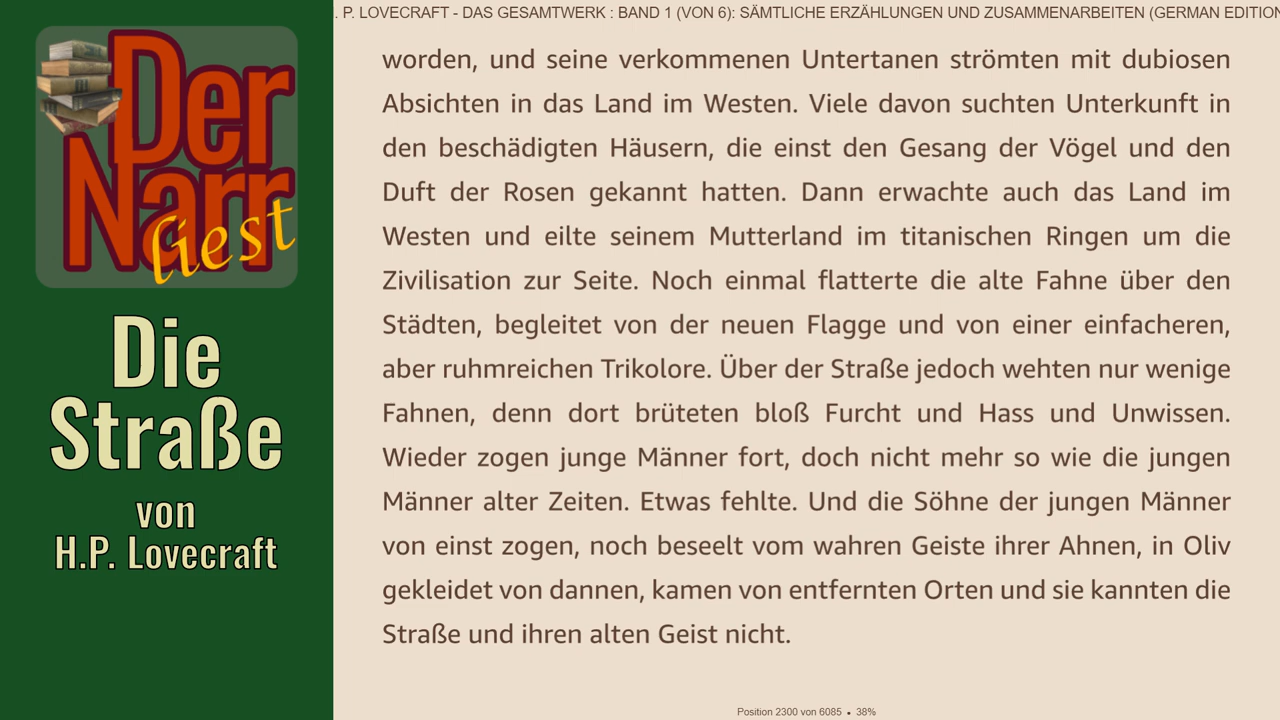 Der
Narr
liest
Die
Straße
von
H.P. Lovecraft
. P. LOVECRAFT - DAS GESAMTWERK : BAND 1 (VON 6): SÄMTLICHE ERZÄHLUNGEN UND ZUSAMMENARBEITEN (GERMAN EDITION
worden, und seine verkommenen Untertanen strömten mit dubiosen
Absichten in das Land im Westen. Viele davon suchten Unterkunft in
den beschädigten Häusern, die einst den Gesang der Vögel und den
Duft der Rosen gekannt hatten. Dann erwachte auch das Land im
Westen und eilte seinem Mutterland im titanischen Ringen um die
Zivilisation zur Seite. Noch einmal flatterte die alte Fahne über den
Städten, begleitet von der neuen Flagge und von einer einfacheren,
aber ruhmreichen Trikolore. Über der Straße jedoch wehten nur wenige
Fahnen, denn dort brüteten bloß Furcht und Hass und Unwissen.
Wieder zogen junge Männer fort, doch nicht mehr so wie die jungen
Männer alter Zeiten. Etwas fehlte. Und die Söhne der jungen Männer
von einst zogen, noch beseelt vom wahren Geiste ihrer Ahnen, in Oliv
gekleidet von dannen, kamen von entfernten Orten und sie kannten die
Straße und ihren alten Geist nicht.
Position 2300 von 6085 • 38%